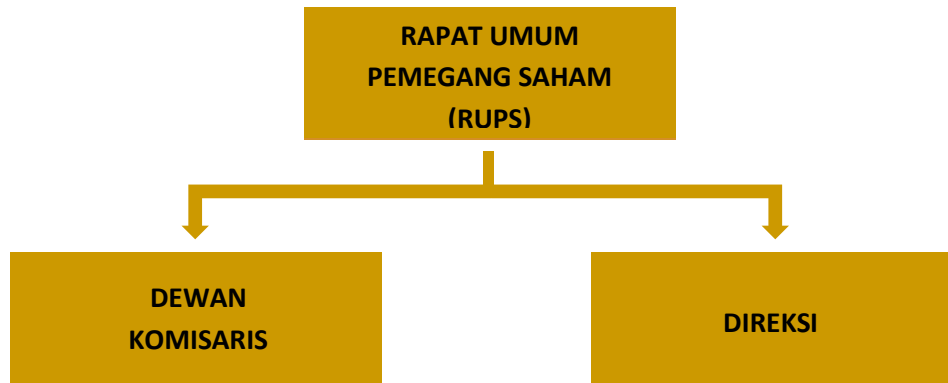 RAPAT UMUM
PEMEGANG SAHAM
(RUPS)
DEWAN
KOMISARIS
DIREKSI